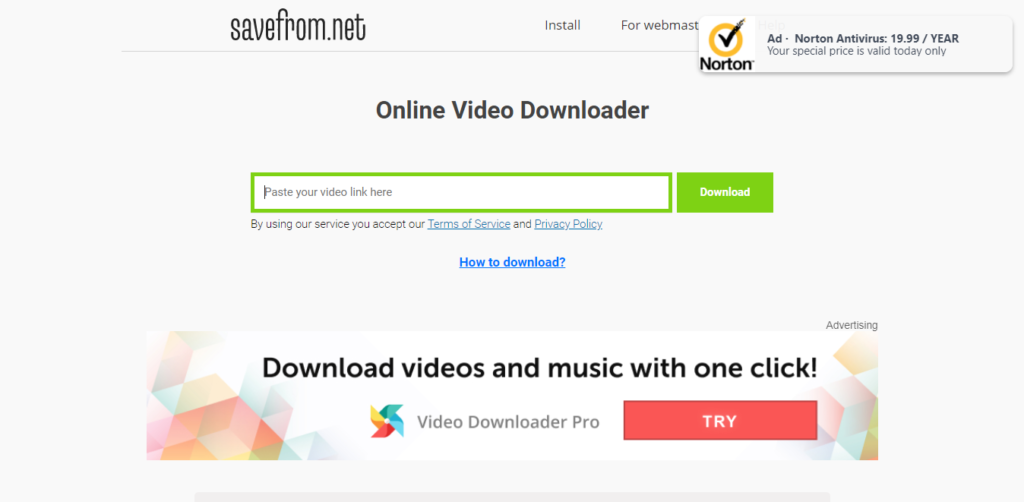 savefrom.net
Install
For webmast
Norton
Ad · Norton Antivirus: 19.99 / YEAR
Your special price is valid today only
Online Video Downloader
Paste your video link here
Download
By using our service you accept our Terms of Service and Privacy Policy
How to download?
Advertising
Download videos and music with one click!
Video Downloader Pro
TRY